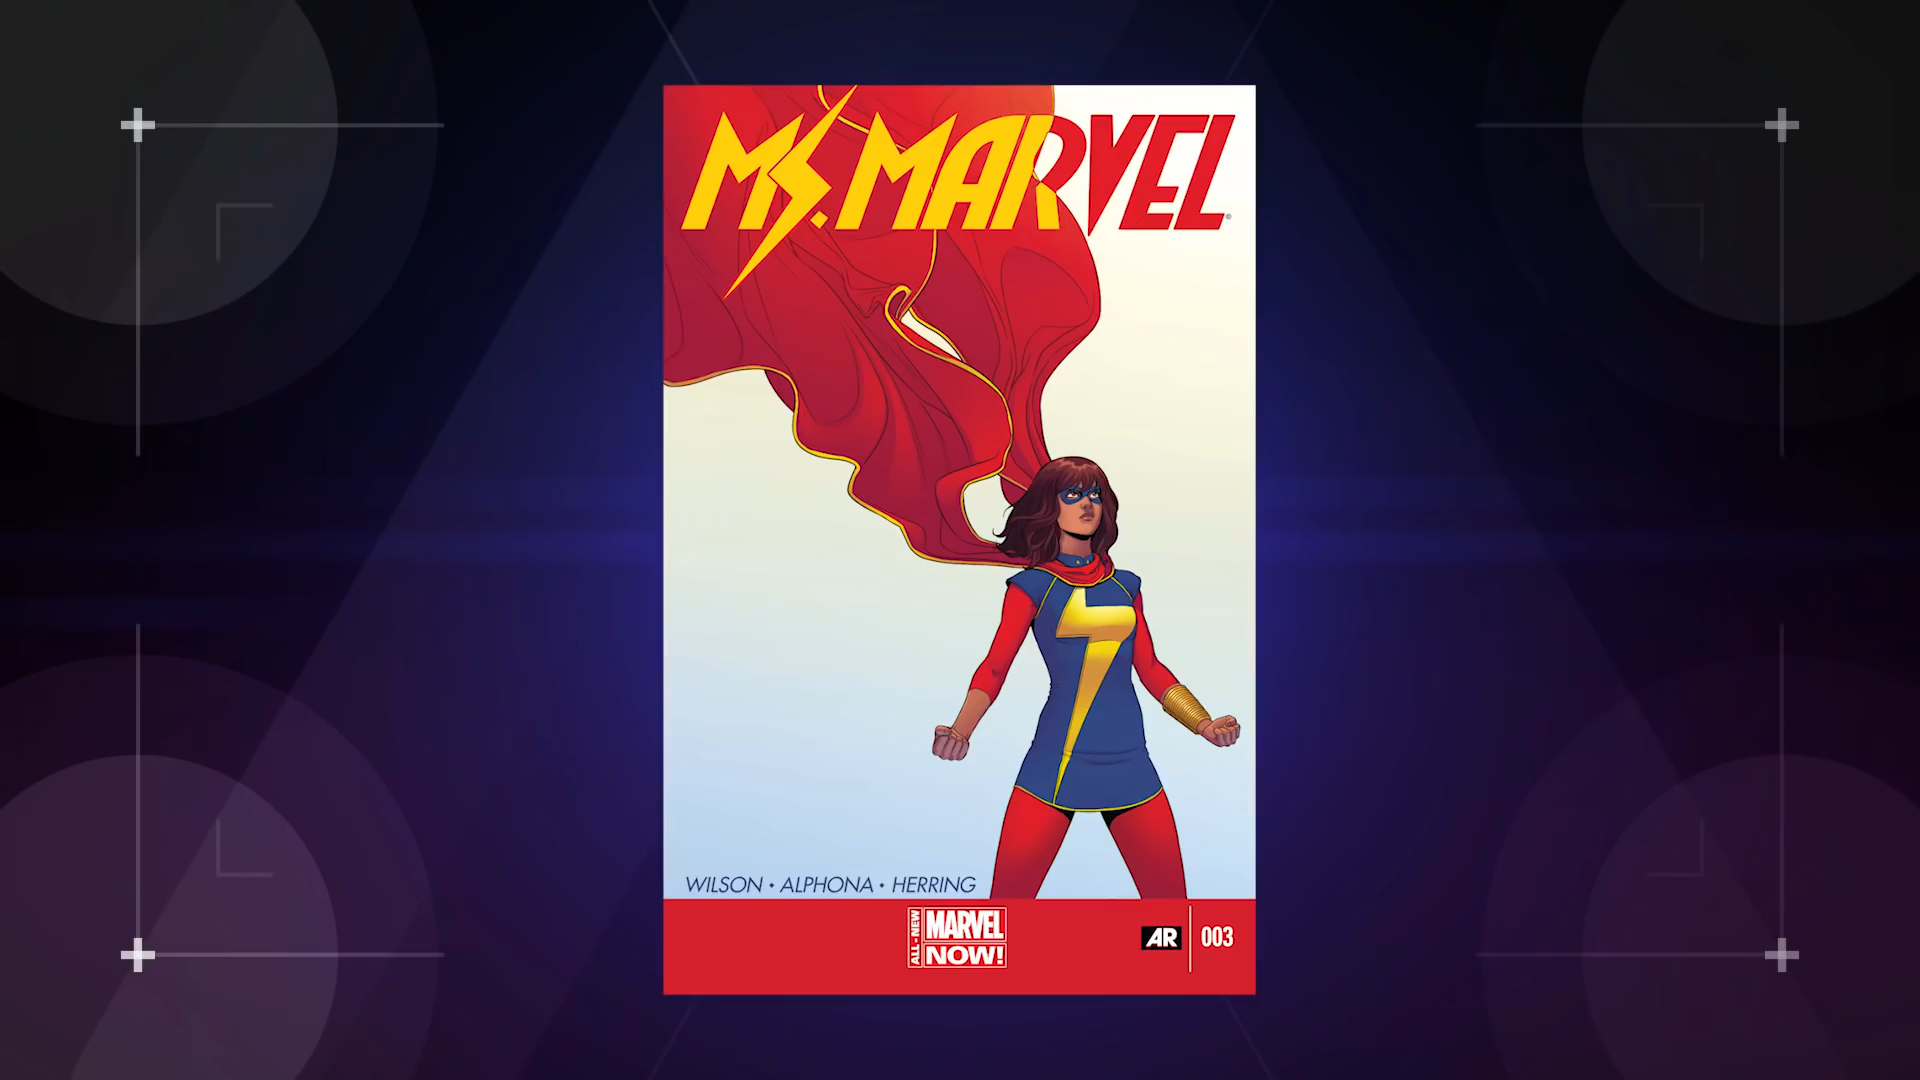 MS. MARVEL
WILSON • ALPHONA • HERRING
ALL-NEW
MARVEL
NOW!
AR
003